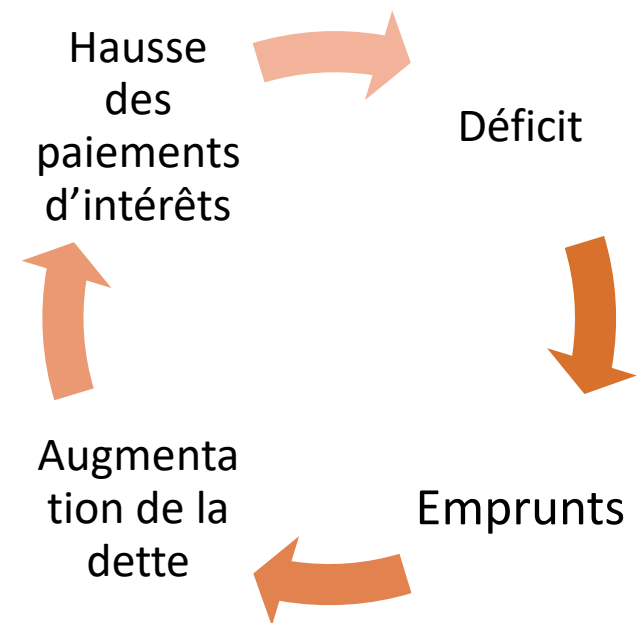 Hausse
des
paiements
d’intérêts
Déficit
Emprunts
Augmenta
tion de la
dette